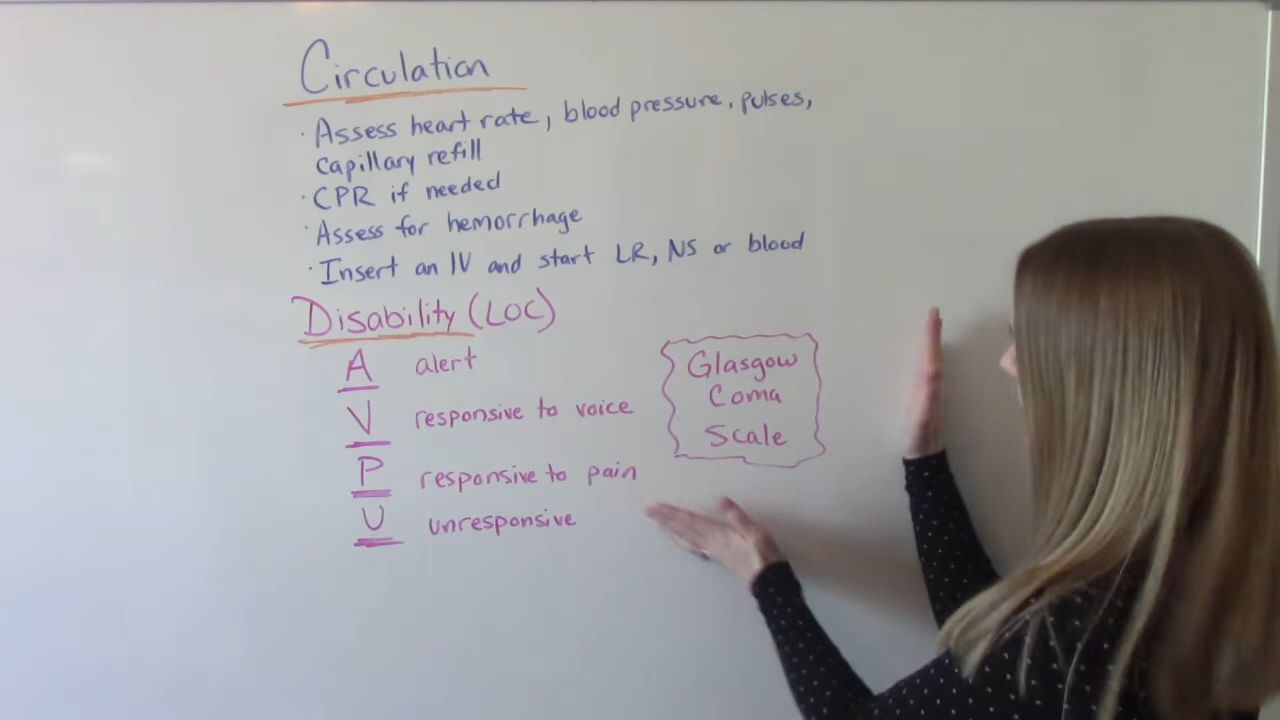 Circulation
· Assess heart rate, blood pressure, pulses,
capillary refill
· CPR if needed
· Assess for hemorrhage
· Insert an IV and start LR, NS or blood
Disability (LOC)
A alert
V responsive to voice
P responsive to pain
U unresponsive
Glasgow
Coma
Scale